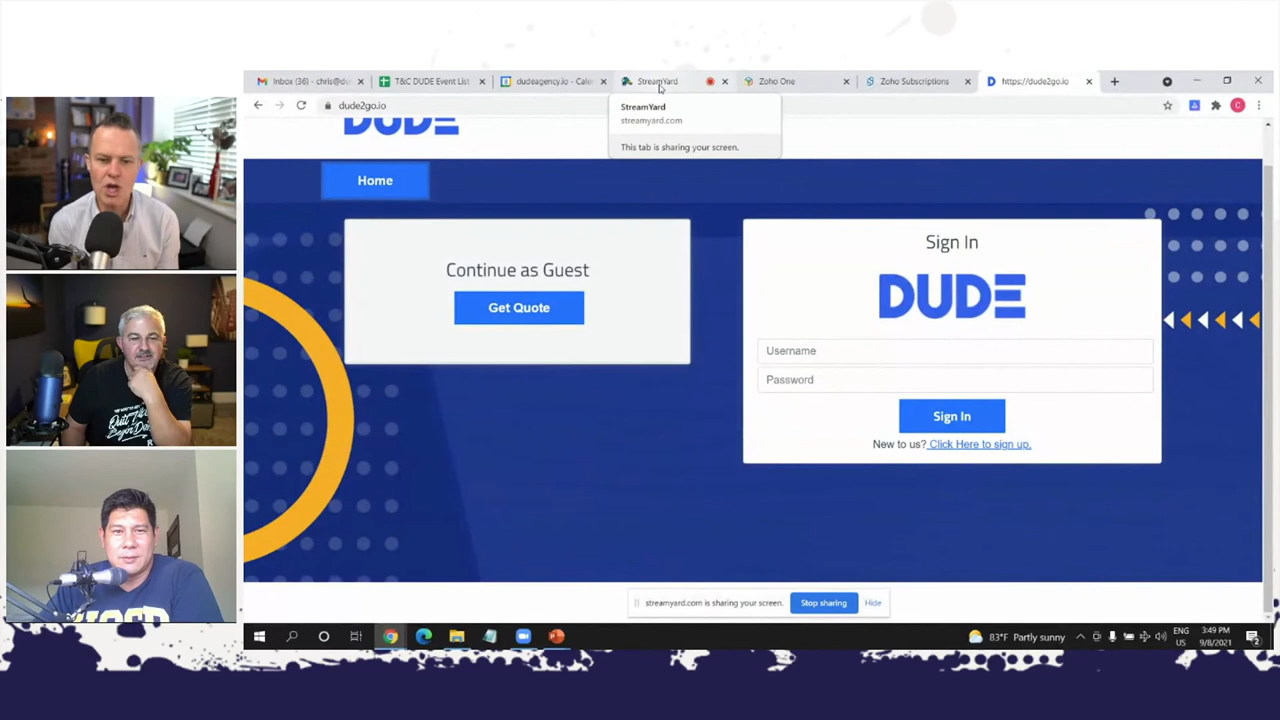 Inbox (36) - chris@du
T&C DUDE Event List
dudeagency.io - Cale
StreamYard
Zoho One
Zoho Subscriptions
https://dude2go.io
dude2go.io
StreamYard
streamyard.com
This tab is sharing your screen.
DUDE
Home
Continue as Guest
Get Quote
Sign In
DUDE
Username
Password
Sign In
New to us? Click Here to sign up.
streamyard.com is sharing your screen.
Stop sharing
Hide
83°F Partly sunny
ENG
US
3:49 PM
9/8/2021
2